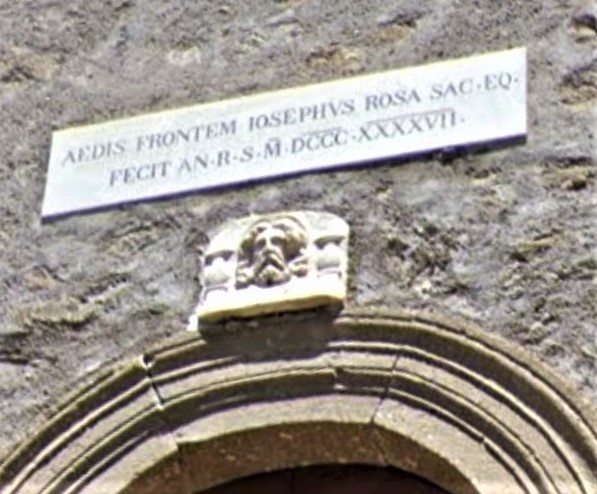 AEDIS FRONTEM IOSEPHVS ROSA SAC·EQ·
FECIT AN·R·S·M̅·DCCC·XXXXVII·